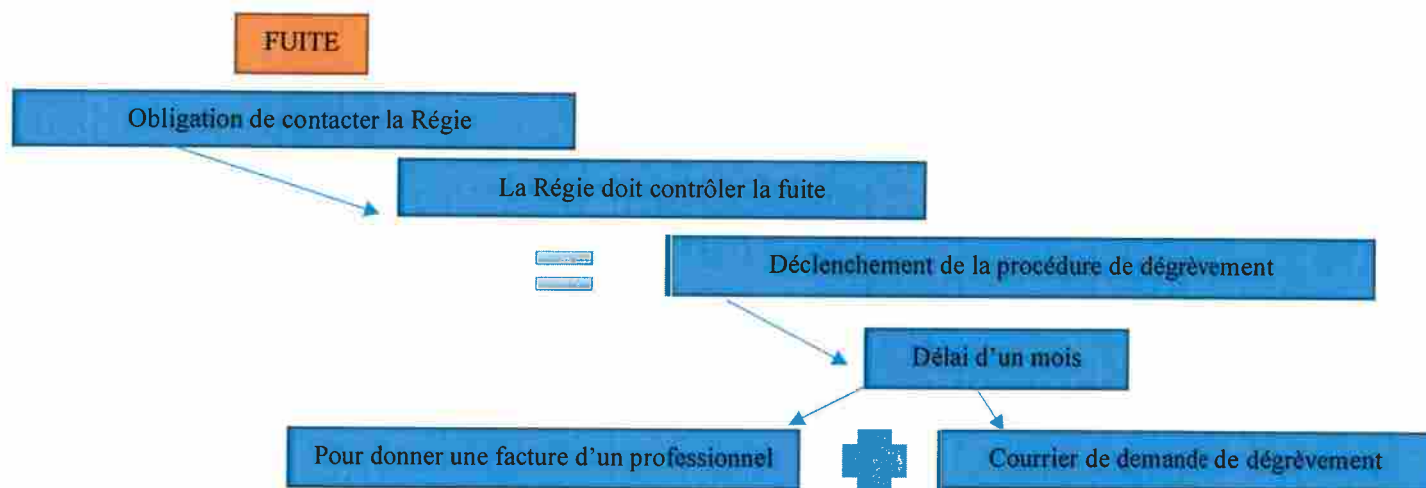 FUITE
Obligation de contacter la Régie
La Régie doit contrôler la fuite
Déclenchement de la procédure de dégrèvement
Délai d’un mois
Pour donner une facture d’un professionnel
Courrier de demande de dégrèvement